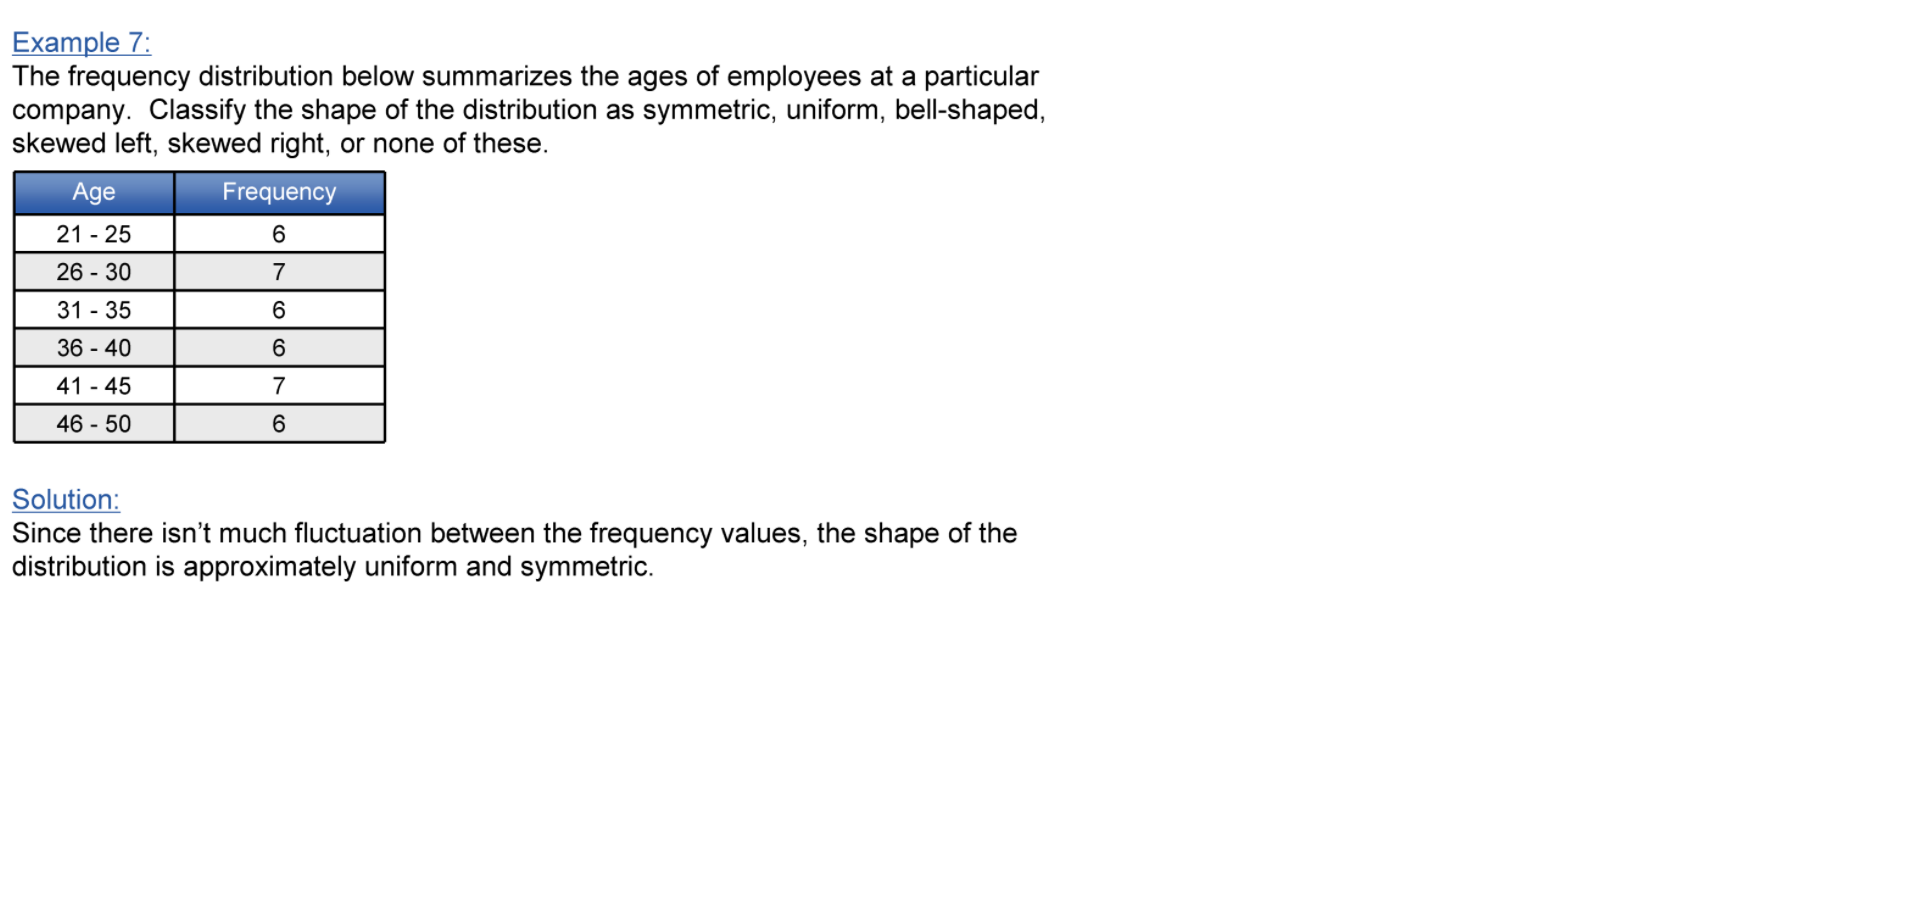 Example 7:
The frequency distribution below summarizes the ages of employees at a particular
company.  Classify the shape of the distribution as symmetric, uniform, bell-shaped,
skewed left, skewed right, or none of these.
Age Frequency
21 - 25 6
26 - 30 7
31 - 35 6
36 - 40 6
41 - 45 7
46 - 50 6
Solution:
Since there isn’t much fluctuation between the frequency values, the shape of the
distribution is approximately uniform and symmetric.